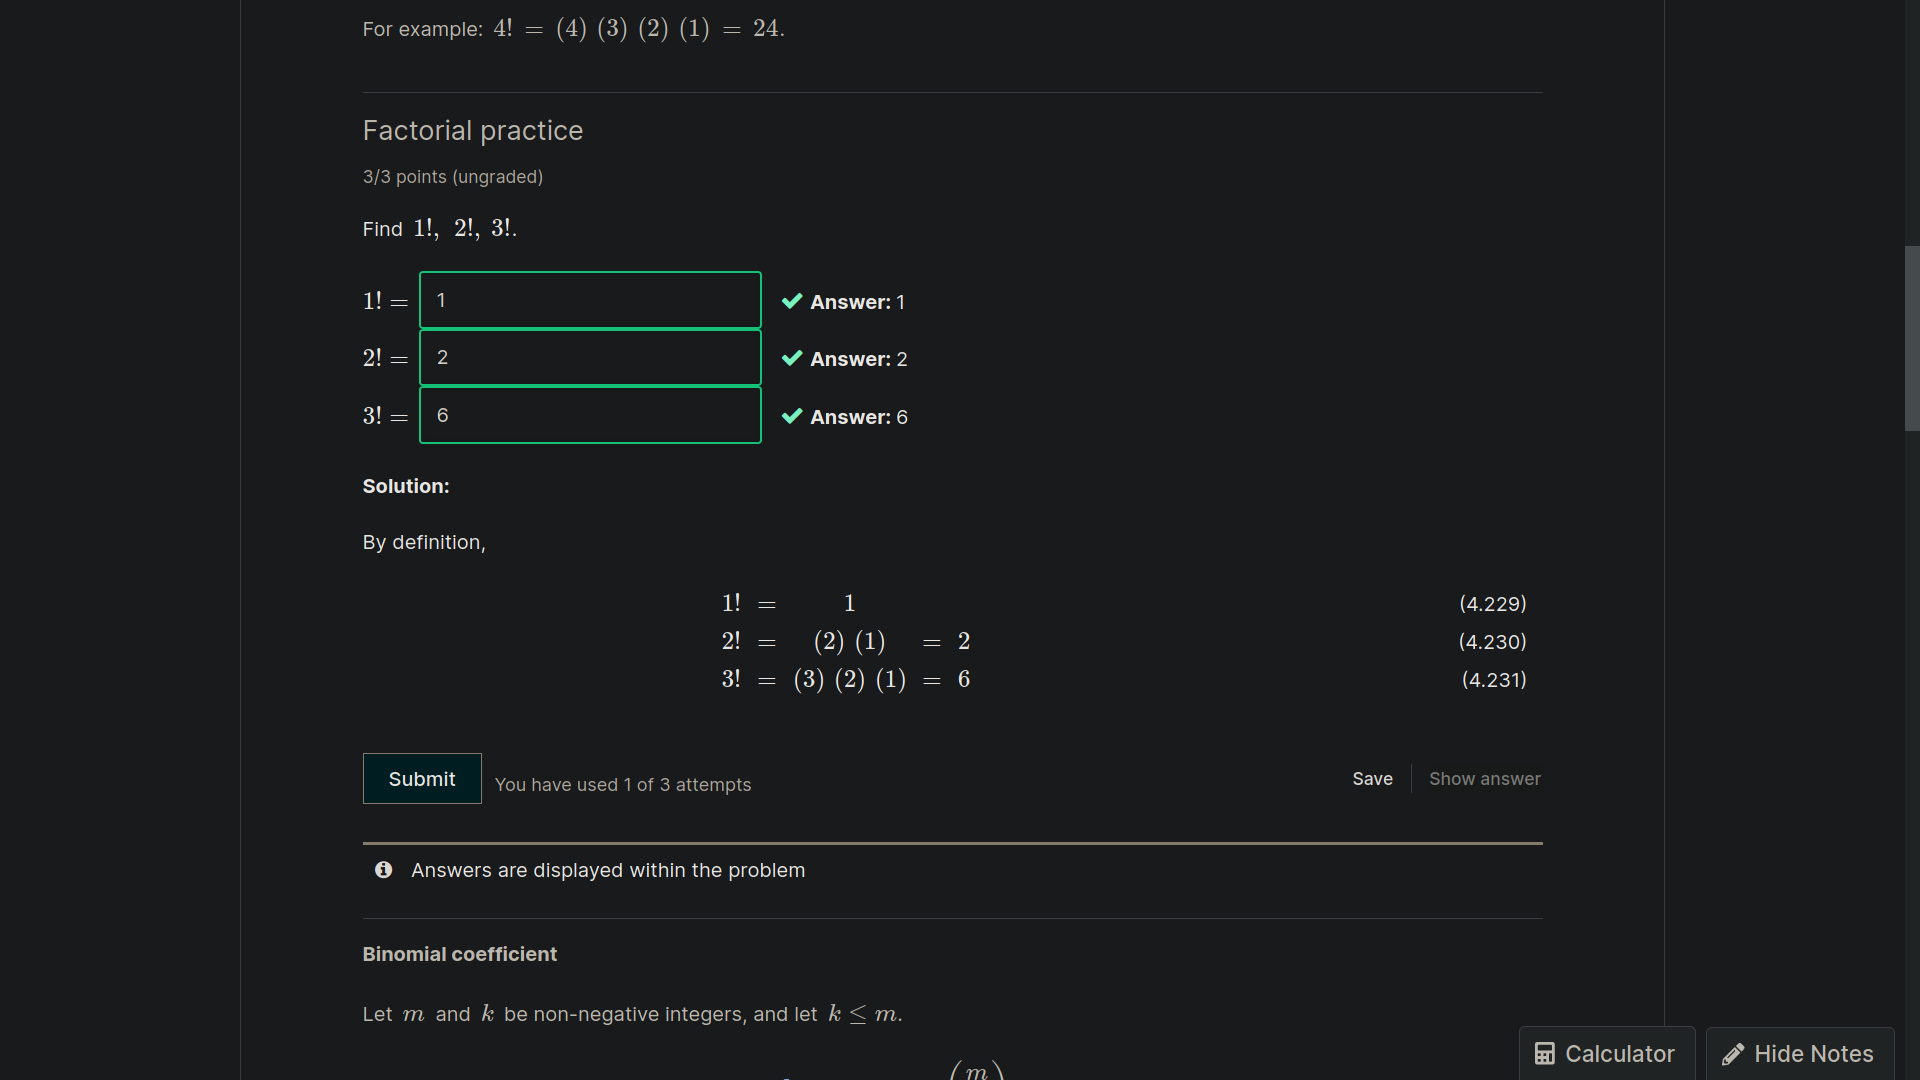 For example: 4! = (4) (3) (2) (1) = 24.
Factorial practice
3/3 points (ungraded)
Find 1!, 2!, 3!.
1! = 1 Answer: 1
2! = 2 Answer: 2
3! = 6 Answer: 6
Solution:
By definition,
1! = 1 (4.229)
2! = (2) (1) = 2 (4.230)
3! = (3) (2) (1) = 6 (4.231)
Submit You have used 1 of 3 attempts Save Show answer
Answers are displayed within the problem
Binomial coefficient
Let m and k be non-negative integers, and let k ≤ m.
Calculator Hide Notes
(m)